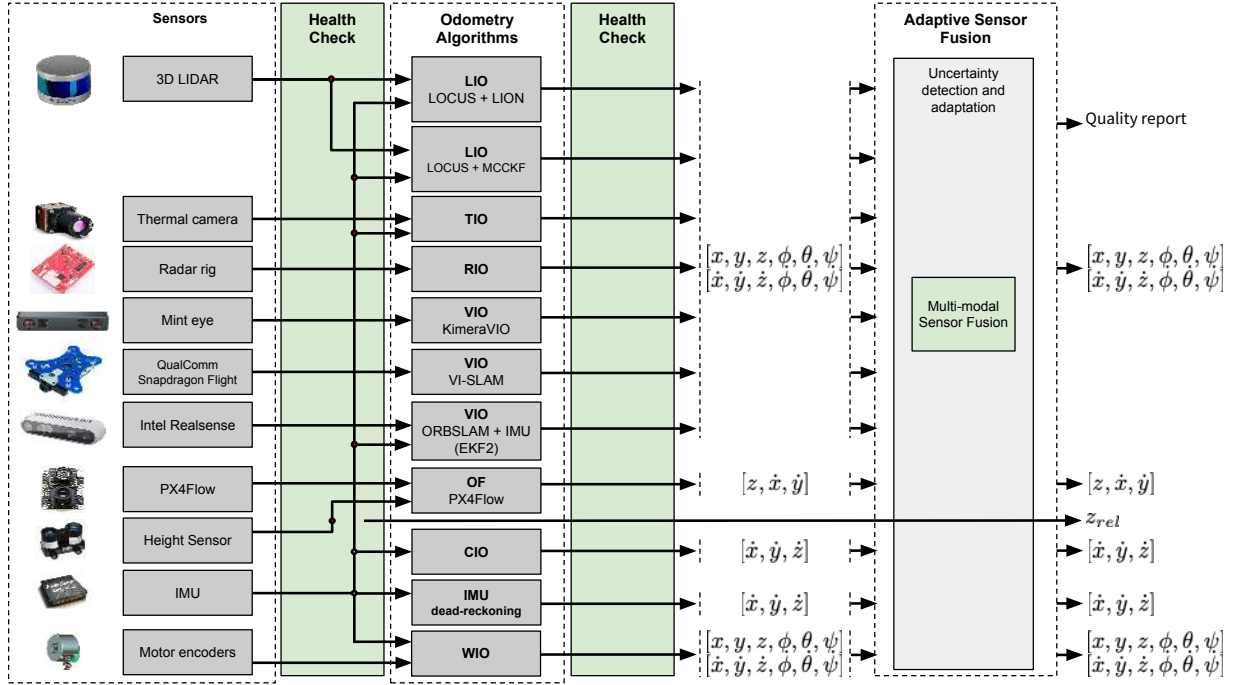 Sensors
Health
Check
Odometry
Algorithms
Health
Check
Adaptive Sensor
Fusion
3D LIDAR
LIO
LOCUS + LION
Uncertainty
detection and
adaptation
Quality report
LIO
LOCUS + MCCKF
Thermal camera
TIO
Radar rig
RIO
[x, y, z, ϕ, θ, ψ]
[ẋ, ẏ, ż, ϕ̇, θ̇, ψ̇]
[x, y, z, ϕ, θ, ψ]
[ẋ, ẏ, ż, ϕ̇, θ̇, ψ̇]
Mint eye
VIO
KimeraVIO
Multi-modal
Sensor Fusion
QualComm
Snapdragon Flight
VIO
VI-SLAM
Intel Realsense
VIO
ORBSLAM + IMU
(EKF2)
PX4Flow
OF
PX4Flow
[z, ẋ, ẏ]
[z, ẋ, ẏ]
z_rel
Height Sensor
CIO
[ẋ, ẏ, ż]
[ẋ, ẏ, ż]
IMU
IMU
dead-reckoning
[ẋ, ẏ, ż]
[ẋ, ẏ, ż]
Motor encoders
WIO
[x, y, z, ϕ, θ, ψ]
[ẋ, ẏ, ż, ϕ̇, θ̇, ψ̇]
[x, y, z, ϕ, θ, ψ]
[ẋ, ẏ, ż, ϕ̇, θ̇, ψ̇]